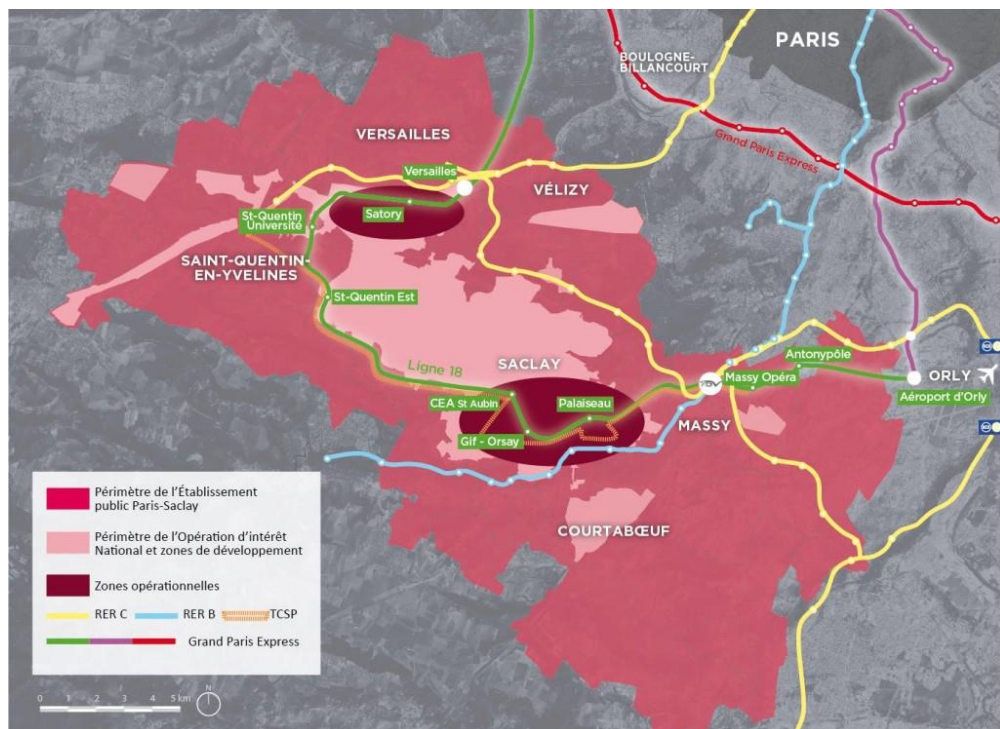 PARIS
BOULOGNE-
BILLANCOURT
Grand Paris Express
VERSAILLES
Versailles
VÉLIZY
Satory
St-Quentin
Université
SAINT-QUENTIN-
EN-YVELINES
St-Quentin Est
Ligne 18
SACLAY
CEA St Aubin
Palaiseau
Gif - Orsay
Antonypôle
Massy Opéra
MASSY
ORLY
Aéroport d'Orly
COURTABŒUF
Périmètre de l'Établissement
public Paris-Saclay
Périmètre de l'Opération d'intérêt
National et zones de développement
Zones opérationnelles
RER C
RER B
TCSP
Grand Paris Express
0 1 2 3 4 5 km
N